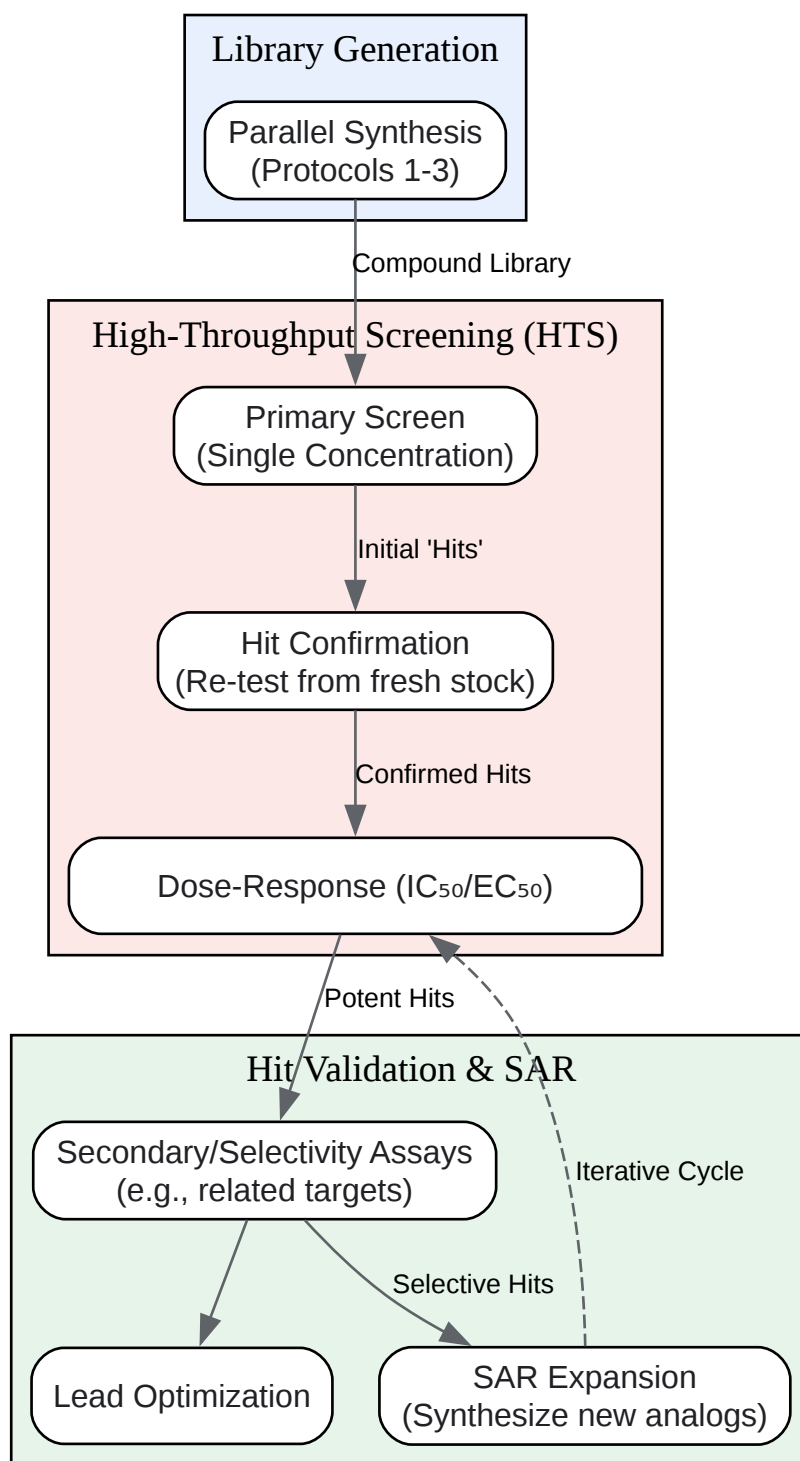 Library Generation
Parallel Synthesis
(Protocols 1-3)
Compound Library
High-Throughput Screening (HTS)
Primary Screen
(Single Concentration)
Initial 'Hits'
Hit Confirmation
(Re-test from fresh stock)
Confirmed Hits
Dose-Response (IC₅₀/EC₅₀)
Potent Hits
Hit Validation & SAR
Secondary/Selectivity Assays
(e.g., related targets)
Iterative Cycle
Selective Hits
Lead Optimization
SAR Expansion
(Synthesize new analogs)